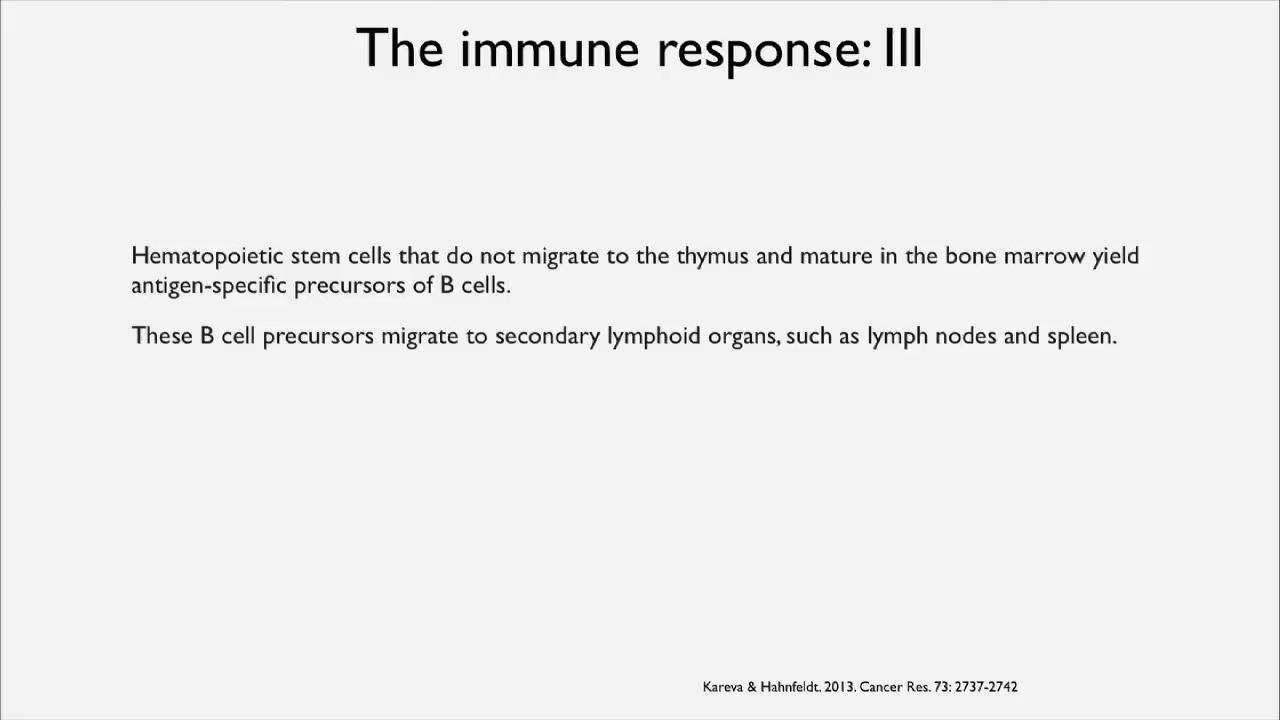 The immune response: III
Hematopoietic stem cells that do not migrate to the thymus and mature in the bone marrow yield
antigen-specific precursors of B cells.
These B cell precursors migrate to secondary lymphoid organs, such as lymph nodes and spleen.
Kareva & Hahnfeldt. 2013. Cancer Res. 73: 2737-2742